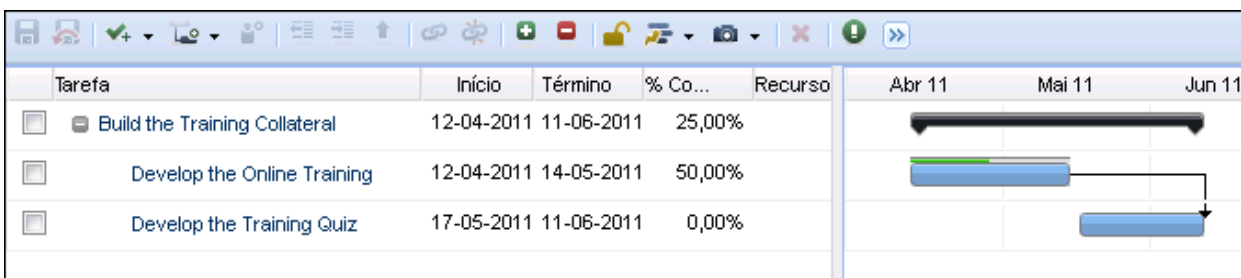 Tarefa Início Término % Co... Recurso Abr 11 Mai 11 Jun 11
Build the Training Collateral 12-04-2011 11-06-2011 25,00%
Develop the Online Training 12-04-2011 14-05-2011 50,00%
Develop the Training Quiz 17-05-2011 11-06-2011 0,00%